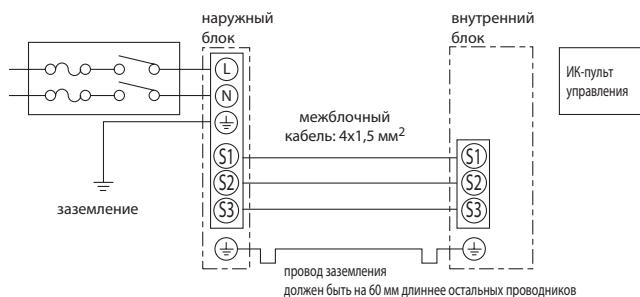 наружный
блок
внутренний
блок
L
N
ИК-пульт
управления
межблочный
кабель: 4x1,5 мм²
S1
S1
S2
S2
S3
S3
заземление
провод заземления
должен быть на 60 мм длиннее остальных проводников